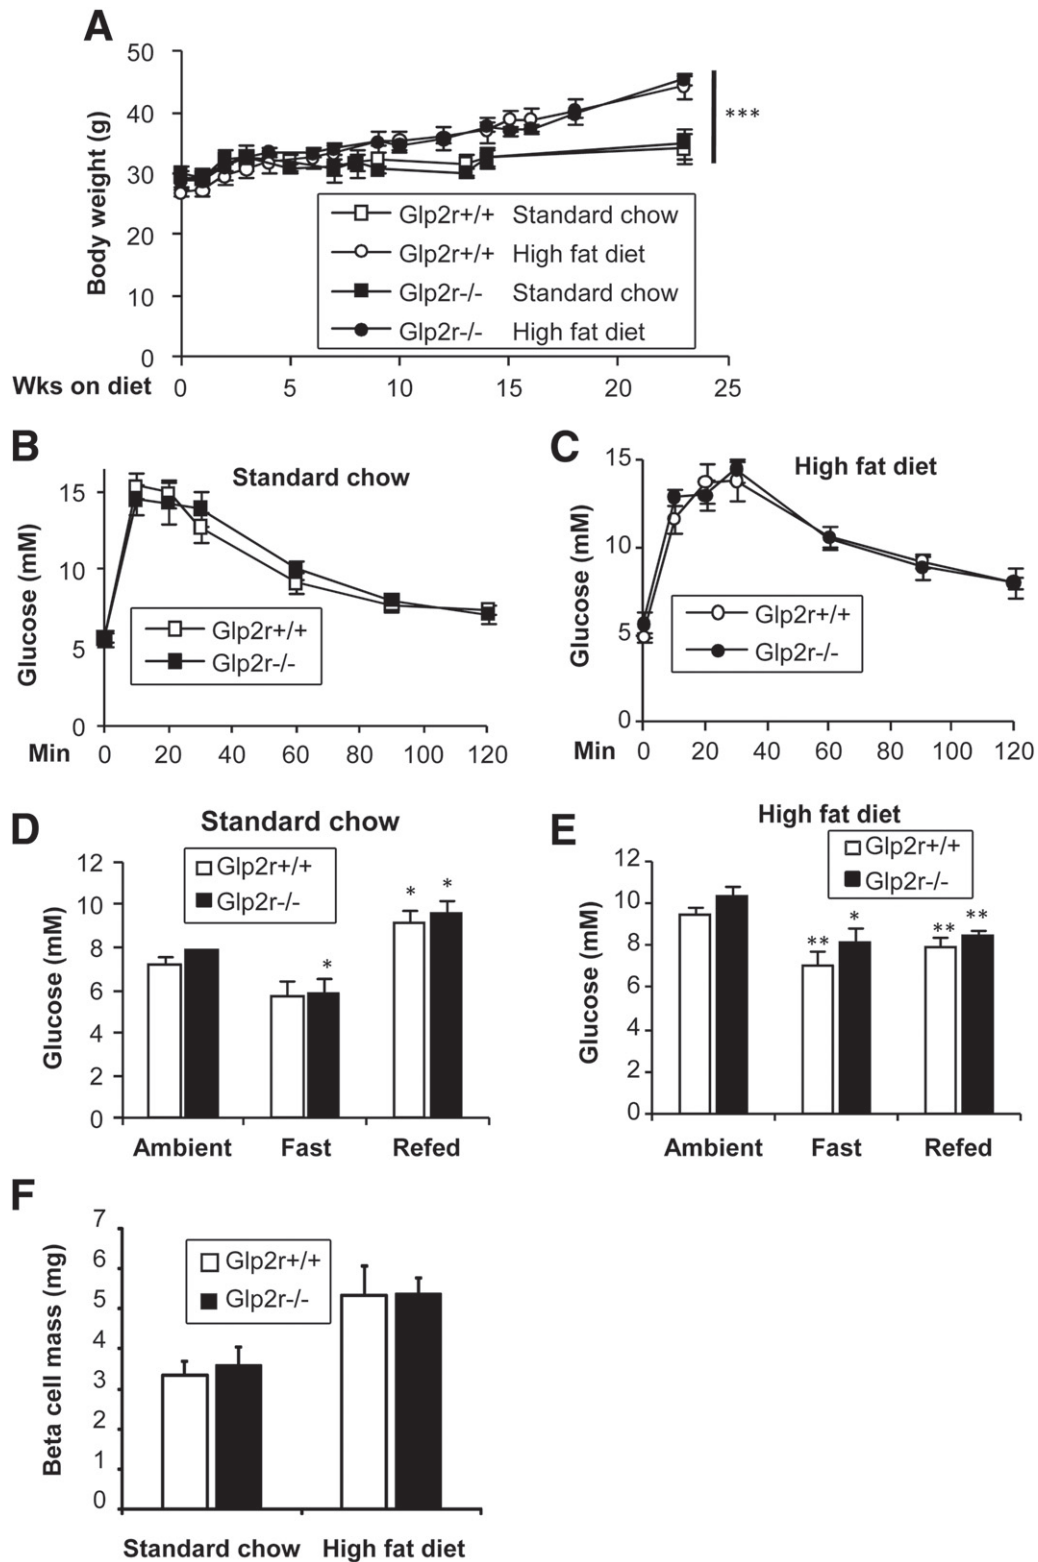 A
50
40
30
20
10
0
Body weight (g)
***
Glp2r+/+ Standard chow
Glp2r+/+ High fat diet
Glp2r-/- Standard chow
Glp2r-/- High fat diet
Wks on diet 0 5 10 15 20 25
B
Standard chow
15
10
5
0
Glucose (mM)
Glp2r+/+
Glp2r-/-
Min 0 20 40 60 80 100 120
C
High fat diet
15
10
5
0
Glucose (mM)
Glp2r+/+
Glp2r-/-
Min 0 20 40 60 80 100 120
D
Standard chow
12
10
8
6
4
2
0
Glucose (mM)
Glp2r+/+
Glp2r-/-
* * *
Ambient Fast Refed
E
High fat diet
12
10
8
6
4
2
0
Glucose (mM)
Glp2r+/+
Glp2r-/-
** * ** **
Ambient Fast Refed
F
7
6
5
4
3
2
1
0
Beta cell mass (mg)
Glp2r+/+
Glp2r-/-
Standard chow High fat diet